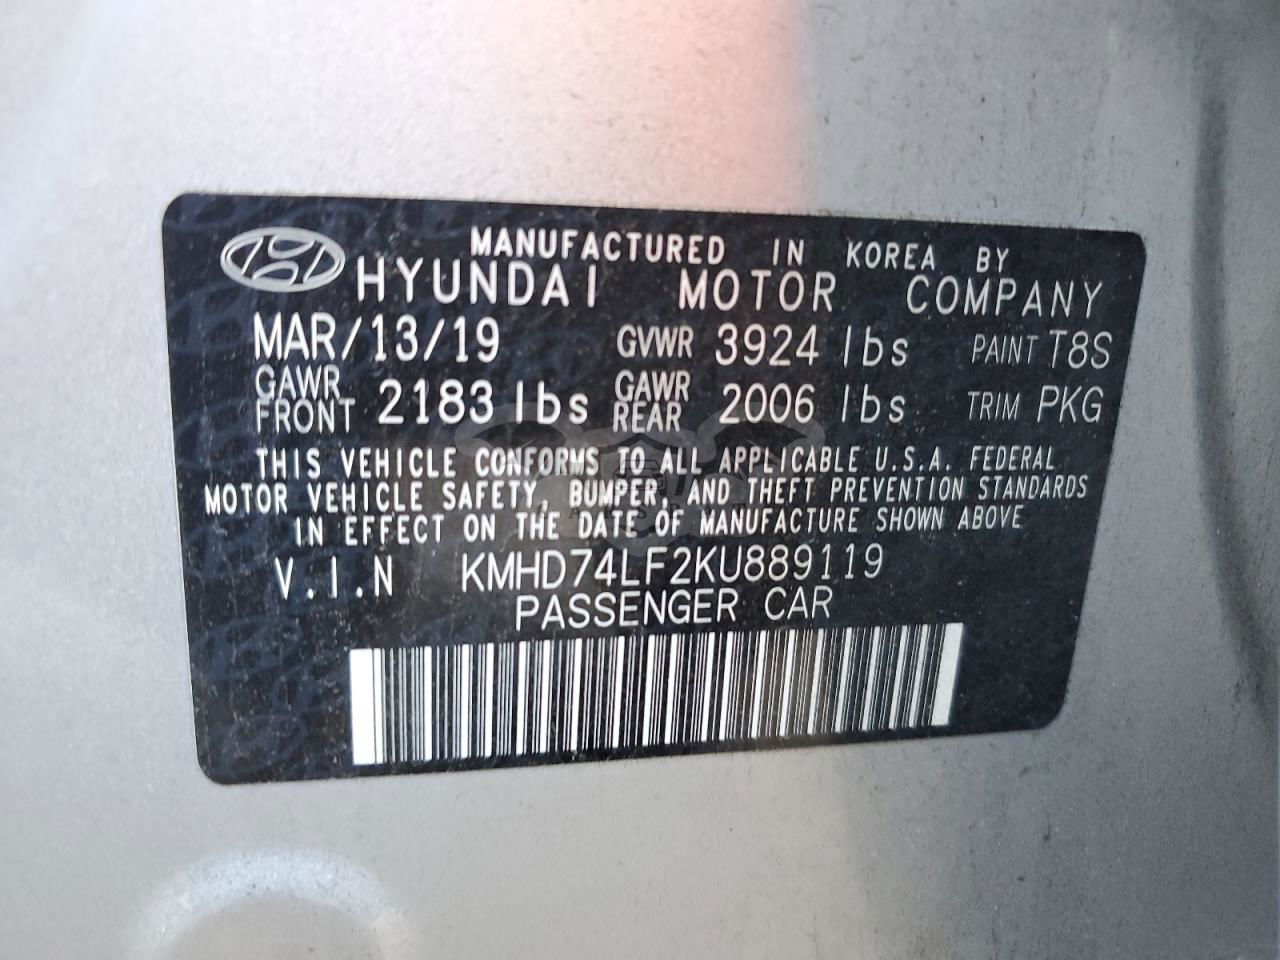 MANUFACTURED IN KOREA BY
HYUNDAI MOTOR COMPANY
MAR/13/19 GVWR 3924 lbs PAINT T8S
GAWR FRONT 2183 lbs GAWR REAR 2006 lbs TRIM PKG
THIS VEHICLE CONFORMS TO ALL APPLICABLE U.S.A. FEDERAL
MOTOR VEHICLE SAFETY, BUMPER, AND THEFT PREVENTION STANDARDS
IN EFFECT ON THE DATE OF MANUFACTURE SHOWN ABOVE
V.I.N KMHD74LF2KU889119
PASSENGER CAR